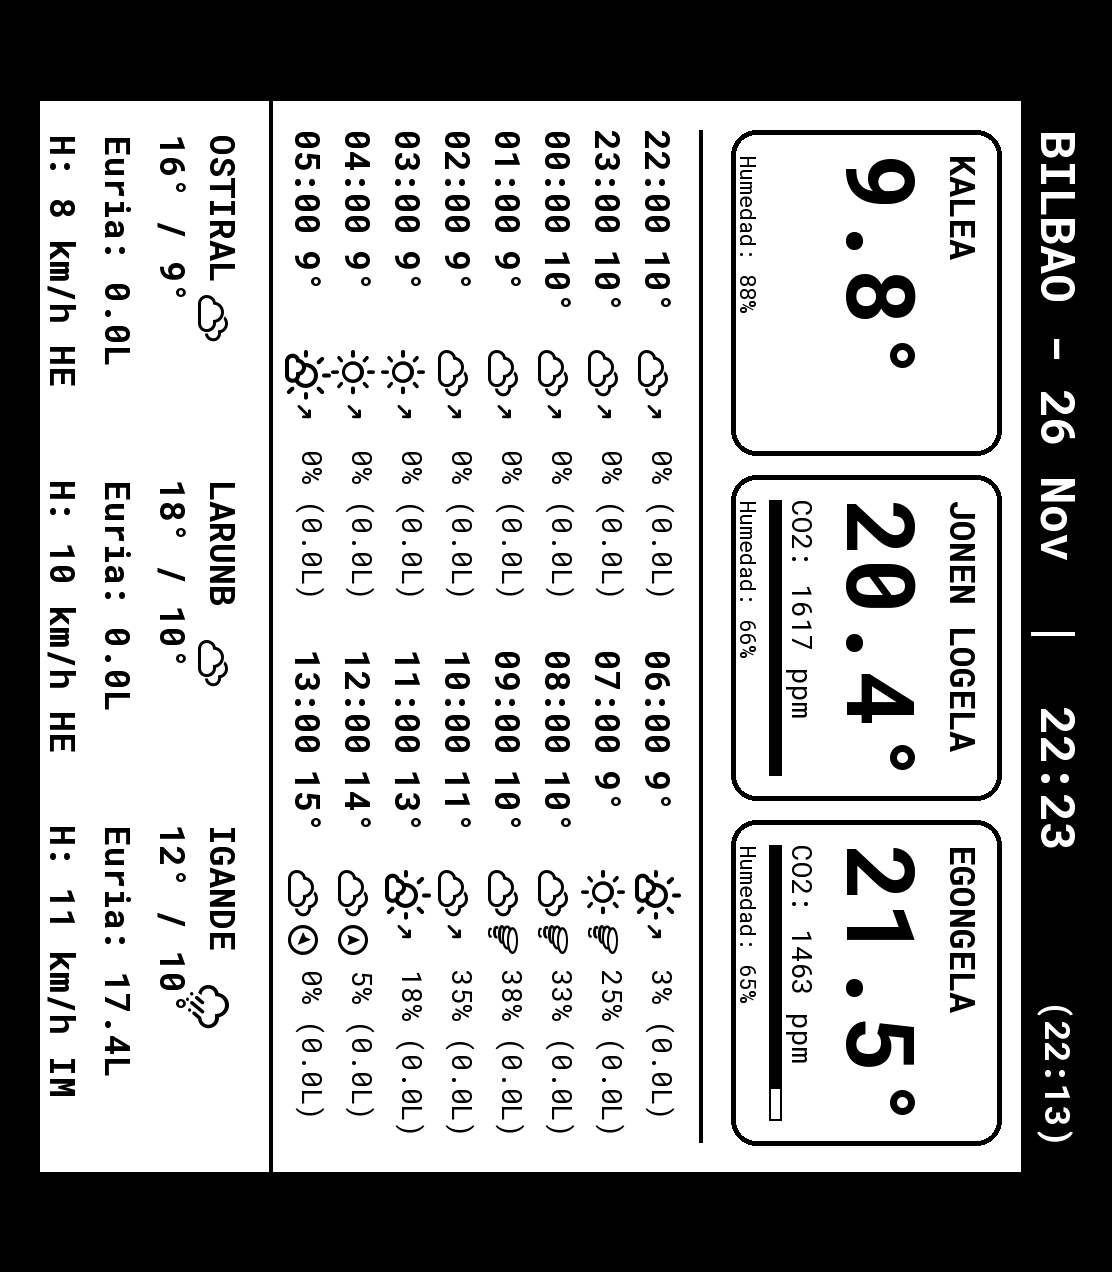 BILBAO - 26 Nov | 22:23 (22:13)
KALEA
9.8°
Humedad: 88%
JONEN LOGELA
20.4°
CO2: 1617 ppm
Humedad: 66%
EGONGELA
21.5°
CO2: 1463 ppm
Humedad: 65%
22:00 10° 0% (0.0L)
23:00 10° 0% (0.0L)
00:00 10° 0% (0.0L)
01:00 9° 0% (0.0L)
02:00 9° 0% (0.0L)
03:00 9° 0% (0.0L)
04:00 9° 0% (0.0L)
05:00 9° 0% (0.0L)
06:00 9° 3% (0.0L)
07:00 9° 25% (0.0L)
08:00 10° 33% (0.0L)
09:00 10° 38% (0.0L)
10:00 11° 35% (0.0L)
11:00 13° 18% (0.0L)
12:00 14° 5% (0.0L)
13:00 15° 0% (0.0L)
OSTIRAL
16° / 9°
Euria: 0.0L
H: 8 km/h HE
LARUNB
18° / 10°
Euria: 0.0L
H: 10 km/h HE
IGANDE
12° / 10°
Euria: 17.4L
H: 11 km/h IM